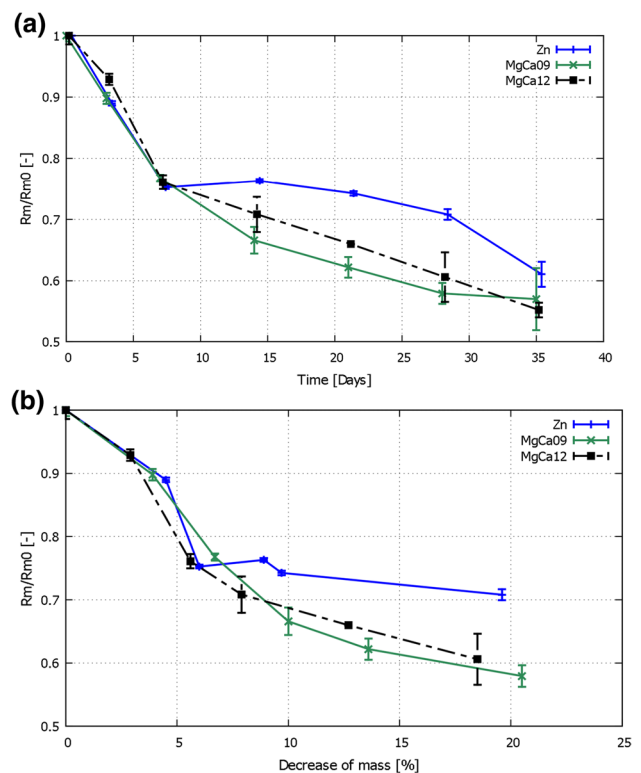 (a)
1
0.9
0.8
0.7
0.6
0.5
Rm/Rm0 [-]
Zn
MgCa09
MgCa12
0 5 10 15 20 25 30 35 40
Time [Days]
(b)
1
0.9
0.8
0.7
0.6
0.5
Rm/Rm0 [-]
Zn
MgCa09
MgCa12
0 5 10 15 20 25
Decrease of mass [%]